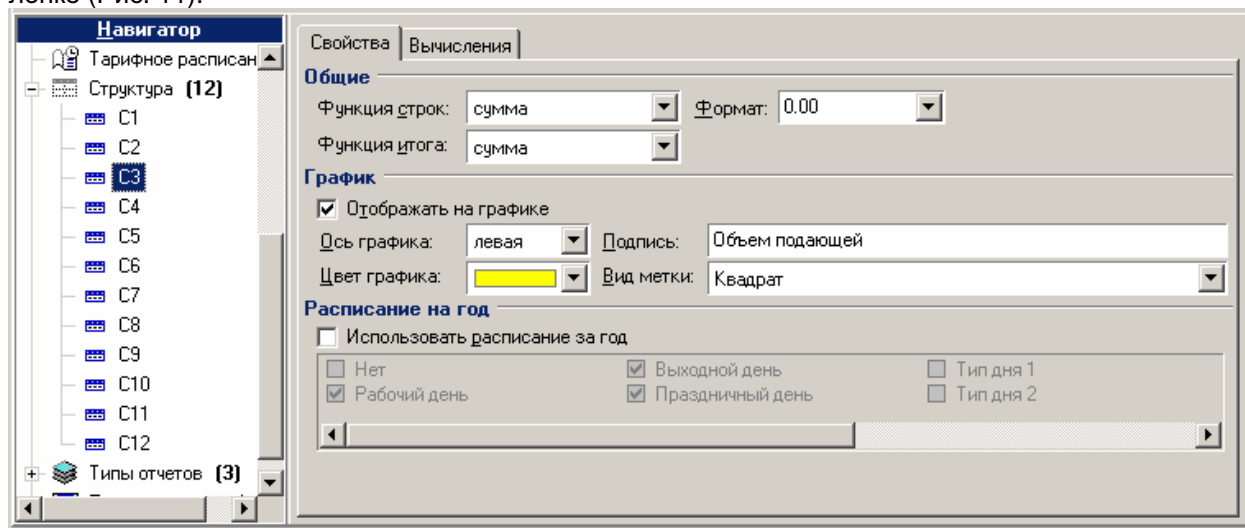 Навигатор
Тарифное расписан
Структура (12)
C1
C2
C3
C4
C5
C6
C7
C8
C9
C10
C11
C12
Типы отчетов (3)
Свойства Вычисления
Общие
Функция строк: сумма Формат: 0.00
Функция итога: сумма
График
Отображать на графике
Ось графика: левая Подпись: Объем подающей
Цвет графика: Вид метки: Квадрат
Расписание на год
Использовать расписание за год
Нет Выходной день Тип дня 1
Рабочий день Праздничный день Тип дня 2